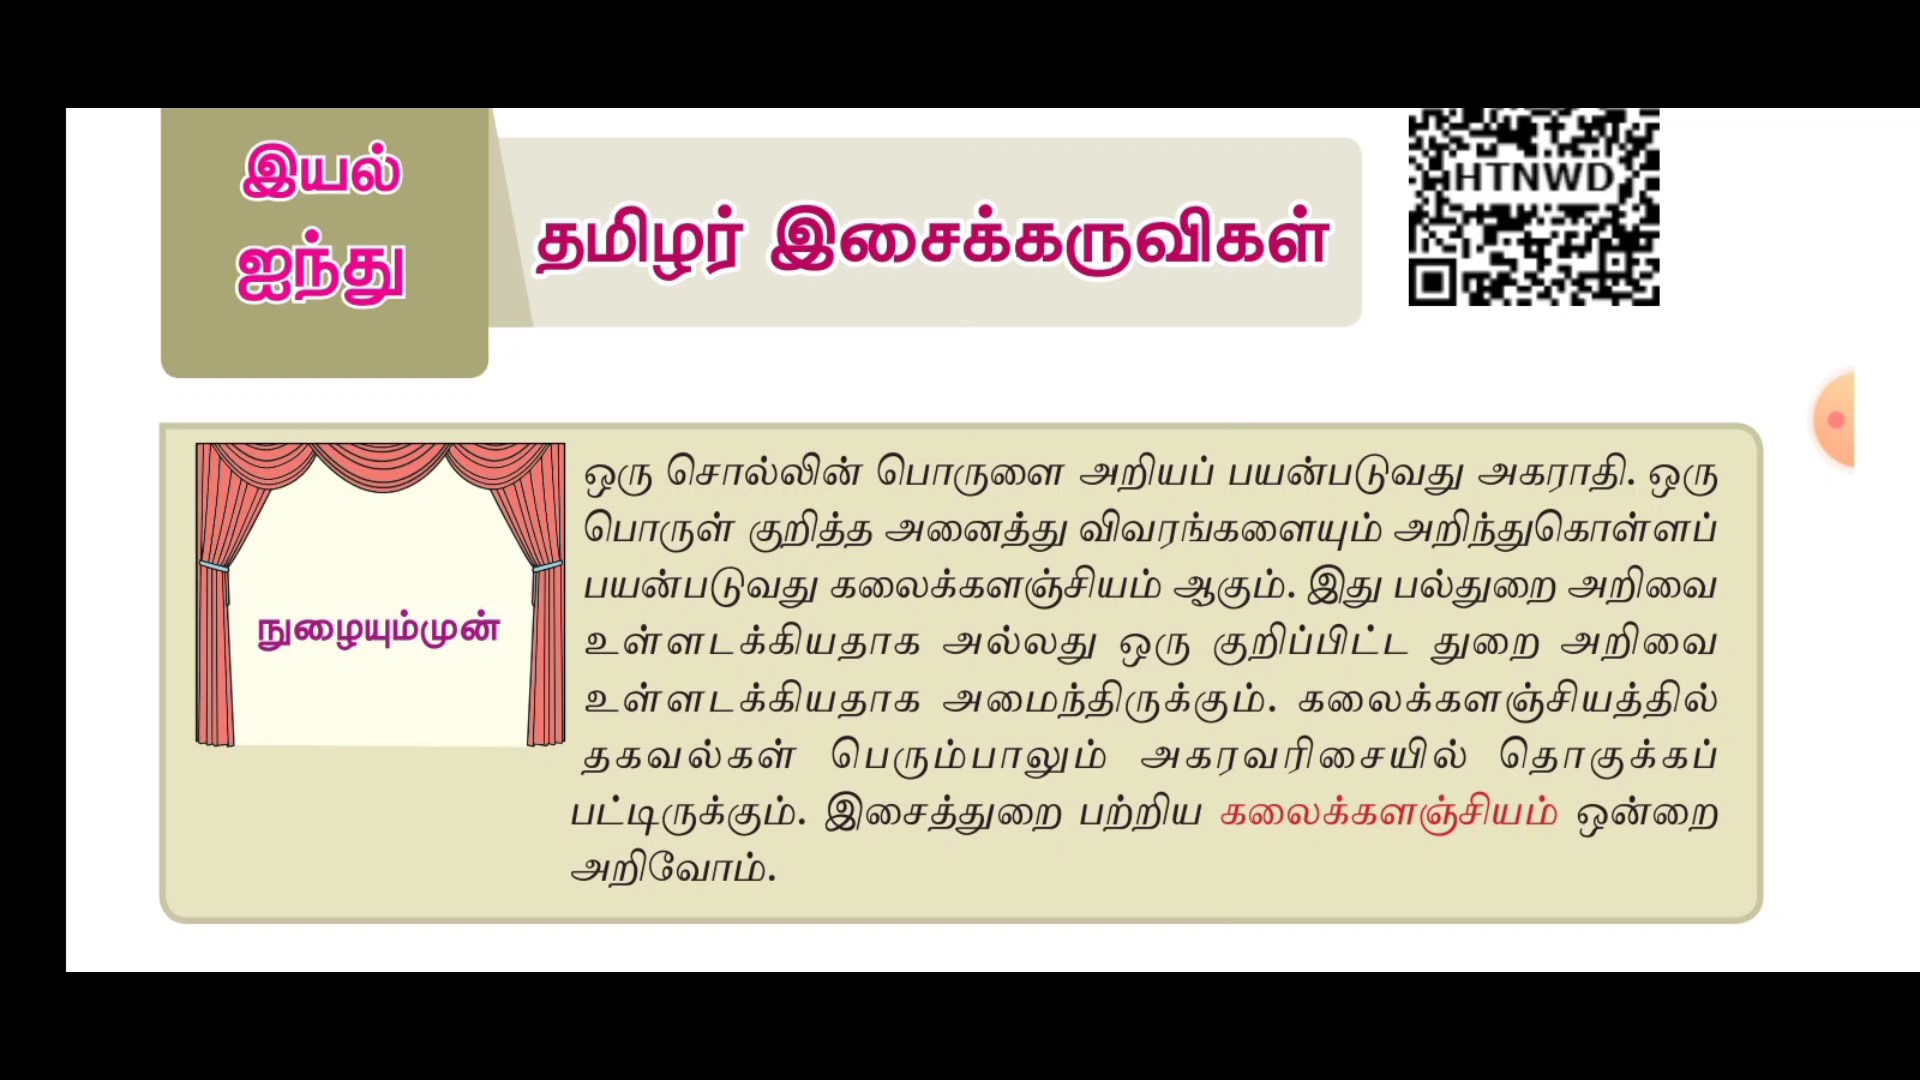 இயல்
ஐந்து
தமிழர் இசைக்கருவிகள்
HTNWD
நுழையும்முன்
ஒரு சொல்லின் பொருளை அறியப் பயன்படுவது அகராதி. ஒரு
பொருள் குறித்த அனைத்து விவரங்களையும் அறிந்துகொள்ளப்
பயன்படுவது கலைக்களஞ்சியம் ஆகும். இது பல்துறை அறிவை
உள்ளடக்கியதாக அல்லது ஒரு குறிப்பிட்ட துறை அறிவை
உள்ளடக்கியதாக அமைந்திருக்கும். கலைக்களஞ்சியத்தில்
தகவல்கள் பெரும்பாலும் அகரவரிசையில் தொகுக்கப்
பட்டிருக்கும். இசைத்துறை பற்றிய கலைக்களஞ்சியம் ஒன்றை
அறிவோம்.